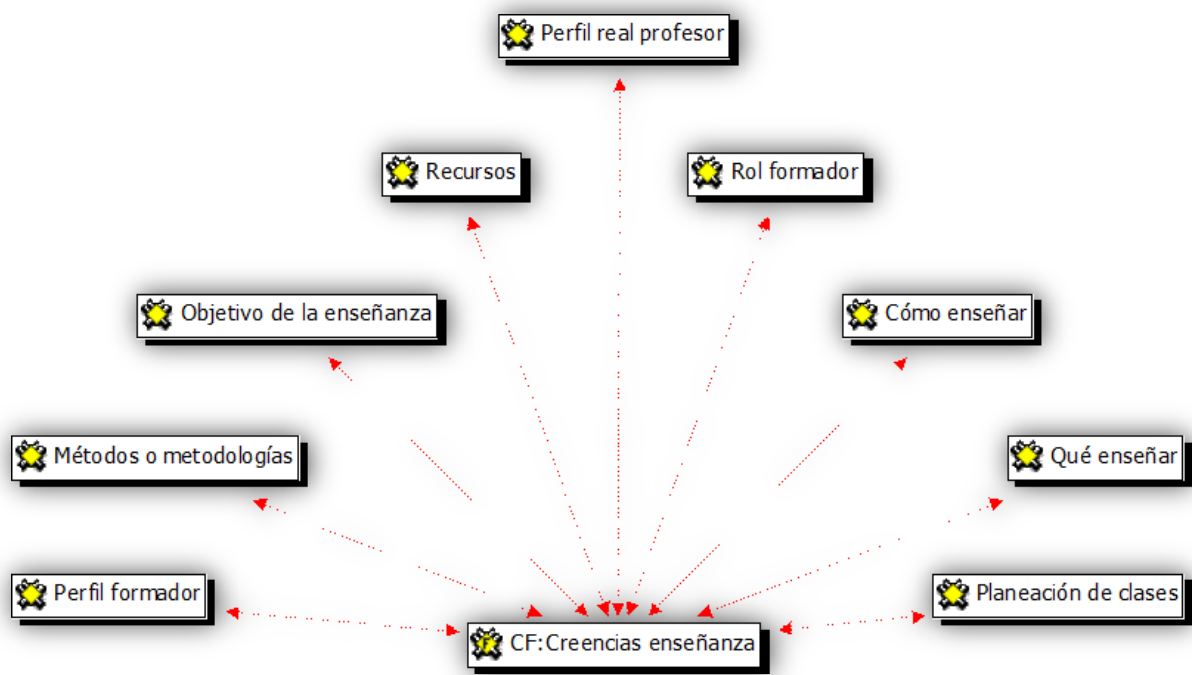 Perfil real profesor
Recursos
Rol formador
Objetivo de la enseñanza
Cómo enseñar
Métodos o metodologías
Qué enseñar
Perfil formador
Planeación de clases
CF:Creencias enseñanza